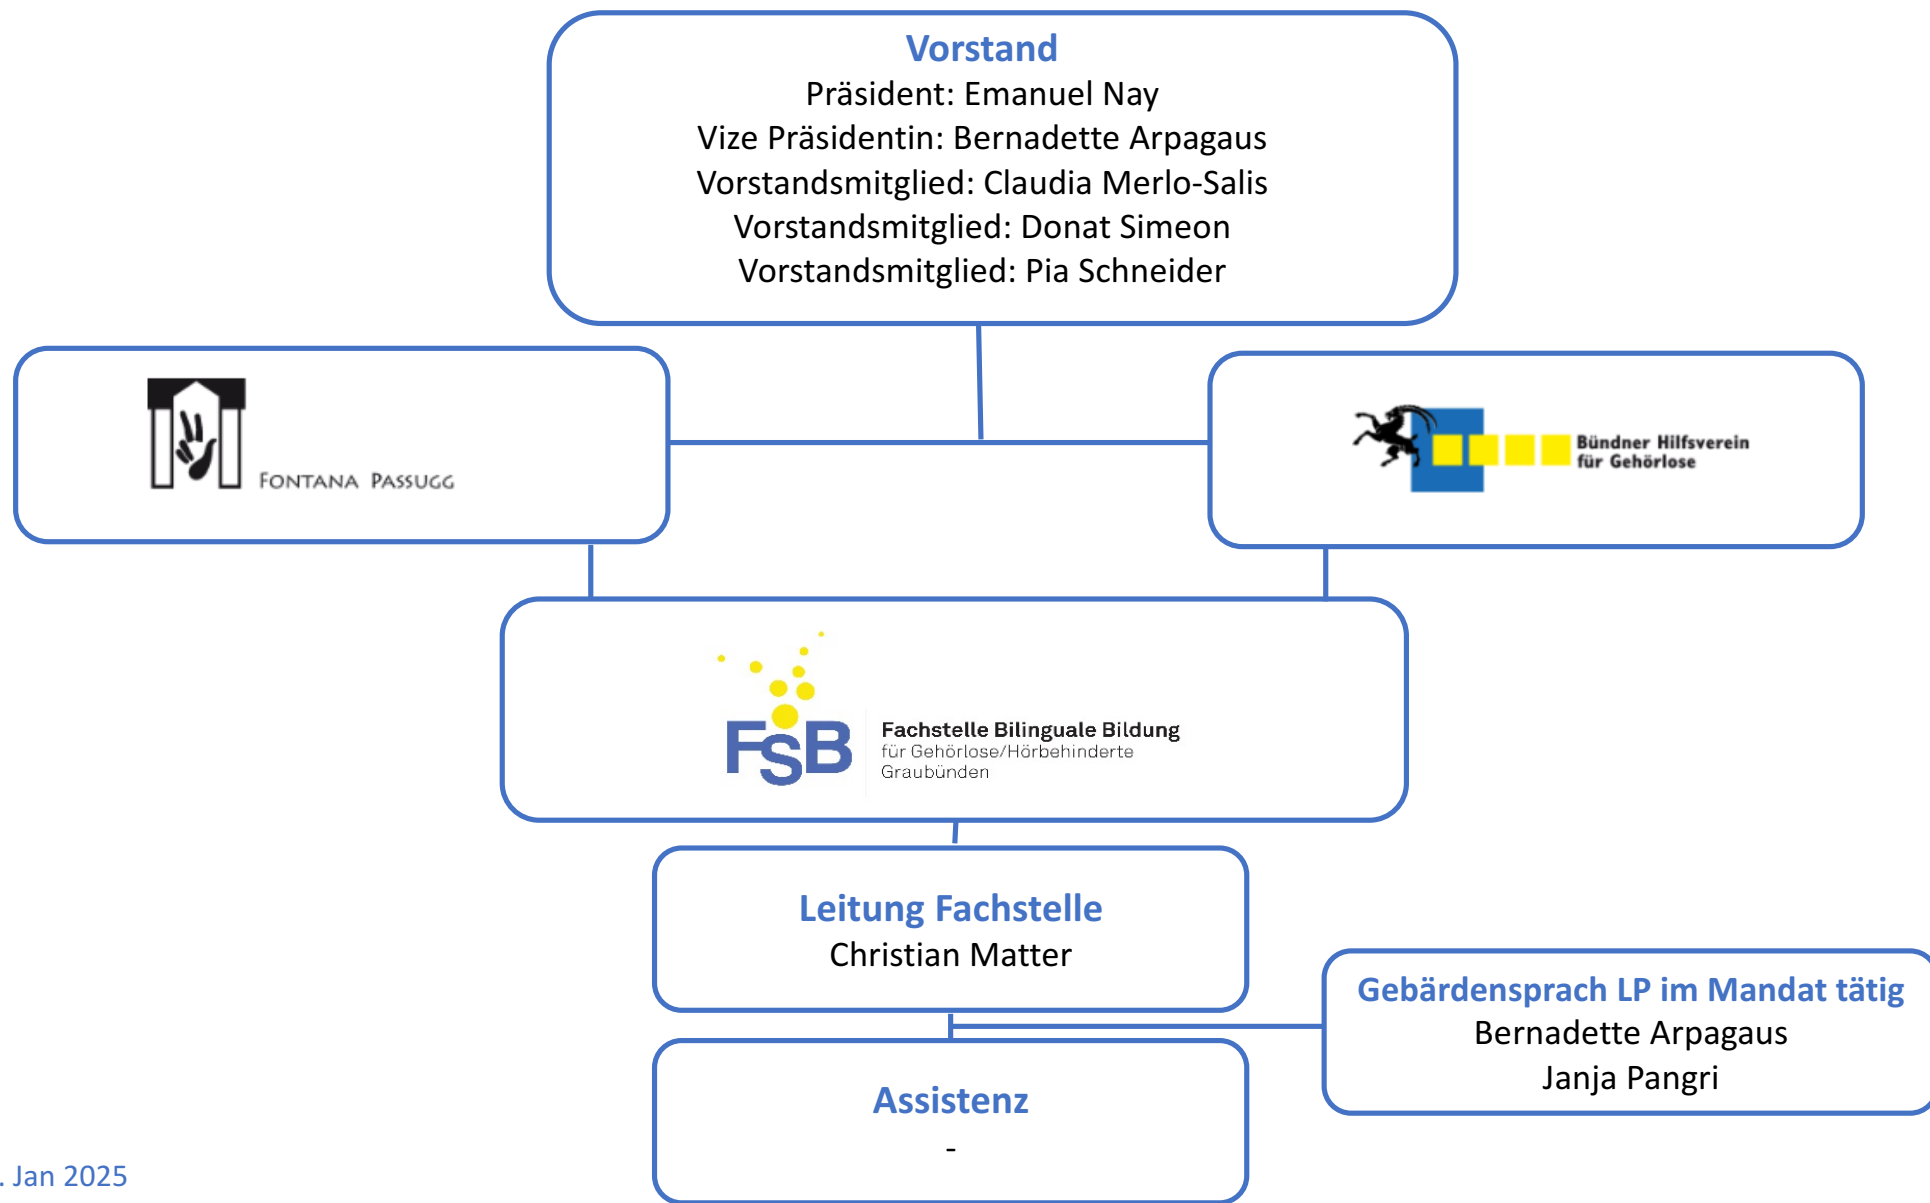 Vorstand
Präsident: Emanuel Nay
Vize Präsidentin: Bernadette Arpagaus
Vorstandsmitglied: Claudia Merlo-Salis
Vorstandsmitglied: Donat Simeon
Vorstandsmitglied: Pia Schneider
FONTANA PASSUGG
Bündner Hilfsverein
für Gehörlose
FSB
Fachstelle Bilinguale Bildung
für Gehörlose/Hörbehinderte
Graubünden
Leitung Fachstelle
Christian Matter
Gebärdensprach LP im Mandat tätig
Bernadette Arpagaus
Janja Pangri
Assistenz
-
. Jan 2025